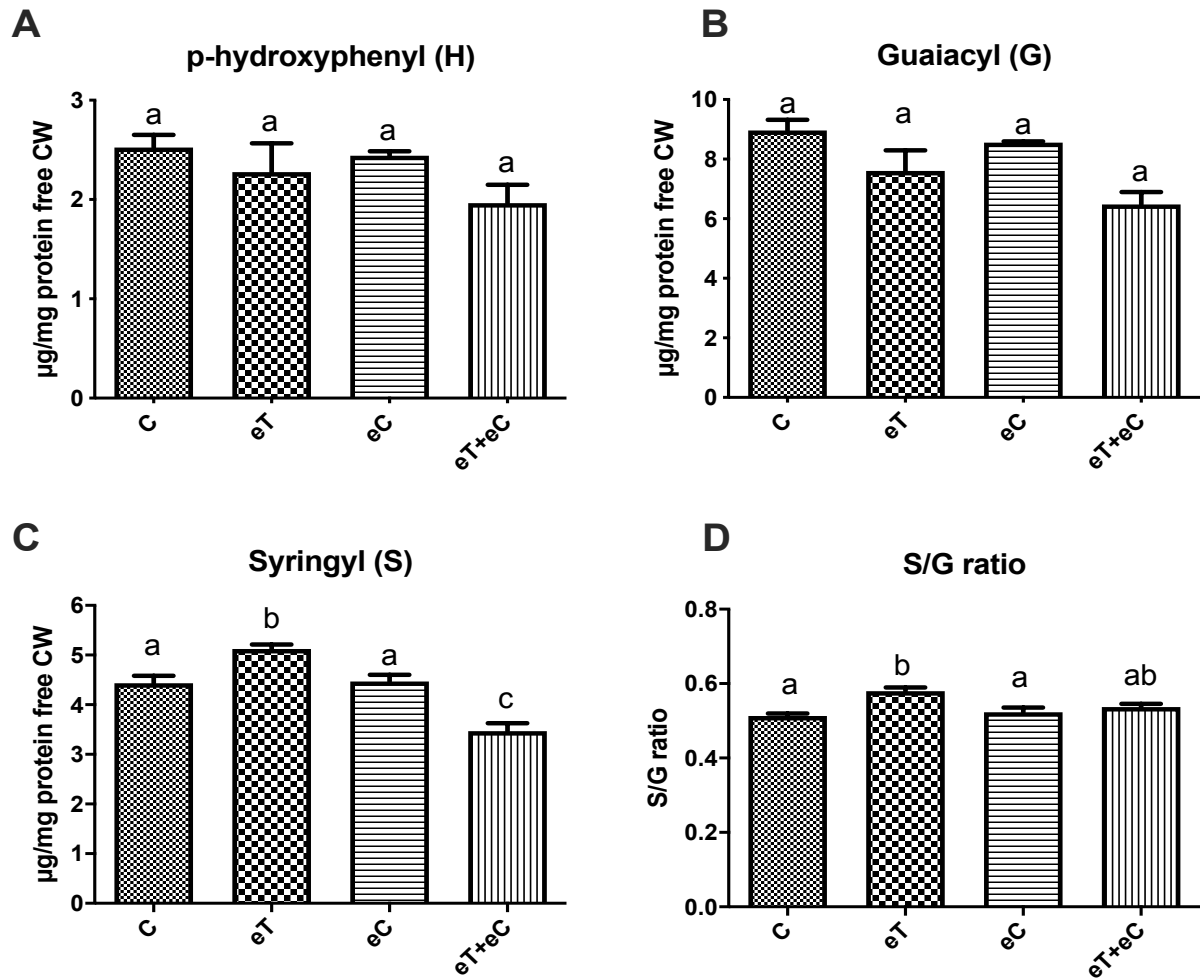 A
p-hydroxyphenyl (H)
µg/mg protein free CW
3
2
1
0
a
a
a
a
C
eT
eC
eT+eC
B
Guaiacyl (G)
µg/mg protein free CW
10
8
6
4
2
0
a
a
a
a
C
eT
eC
eT+eC
C
Syringyl (S)
µg/mg protein free CW
6
5
4
3
2
1
0
a
b
a
c
C
eT
eC
eT+eC
D
S/G ratio
S/G ratio
0.8
0.6
0.4
0.2
0.0
a
b
a
ab
C
eT
eC
eT+eC